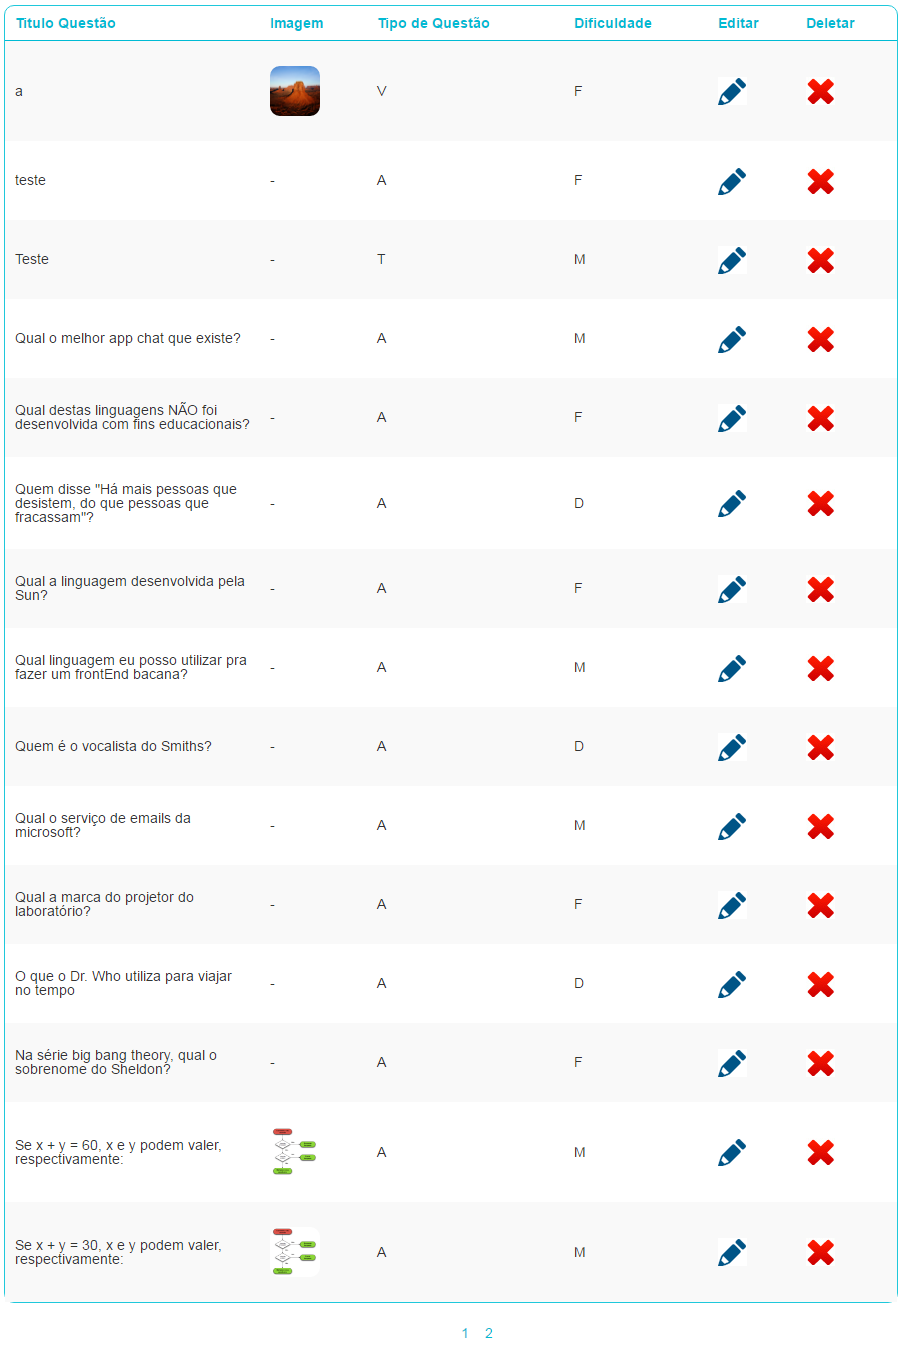 Titulo Questão Imagem Tipo de Questão Dificuldade Editar Deletar
a V F
teste - A F
Teste - T M
Qual o melhor app chat que existe? - A M
Qual destas linguagens NÃO foi
desenvolvida com fins educacionais? - A F
Quem disse "Há mais pessoas que
desistem, do que pessoas que
fracassam"? - A D
Qual a linguagem desenvolvida pela
Sun? - A F
Qual linguagem eu posso utilizar pra
fazer um frontEnd bacana? - A M
Quem é o vocalista do Smiths? - A D
Qual o serviço de emails da
microsoft? - A M
Qual a marca do projetor do
laboratório? - A F
O que o Dr. Who utiliza para viajar
no tempo - A D
Na série big bang theory, qual o
sobrenome do Sheldon? - A F
Se x + y = 60, x e y podem valer,
respectivamente: A M
Se x + y = 30, x e y podem valer,
respectivamente: A M
1 2